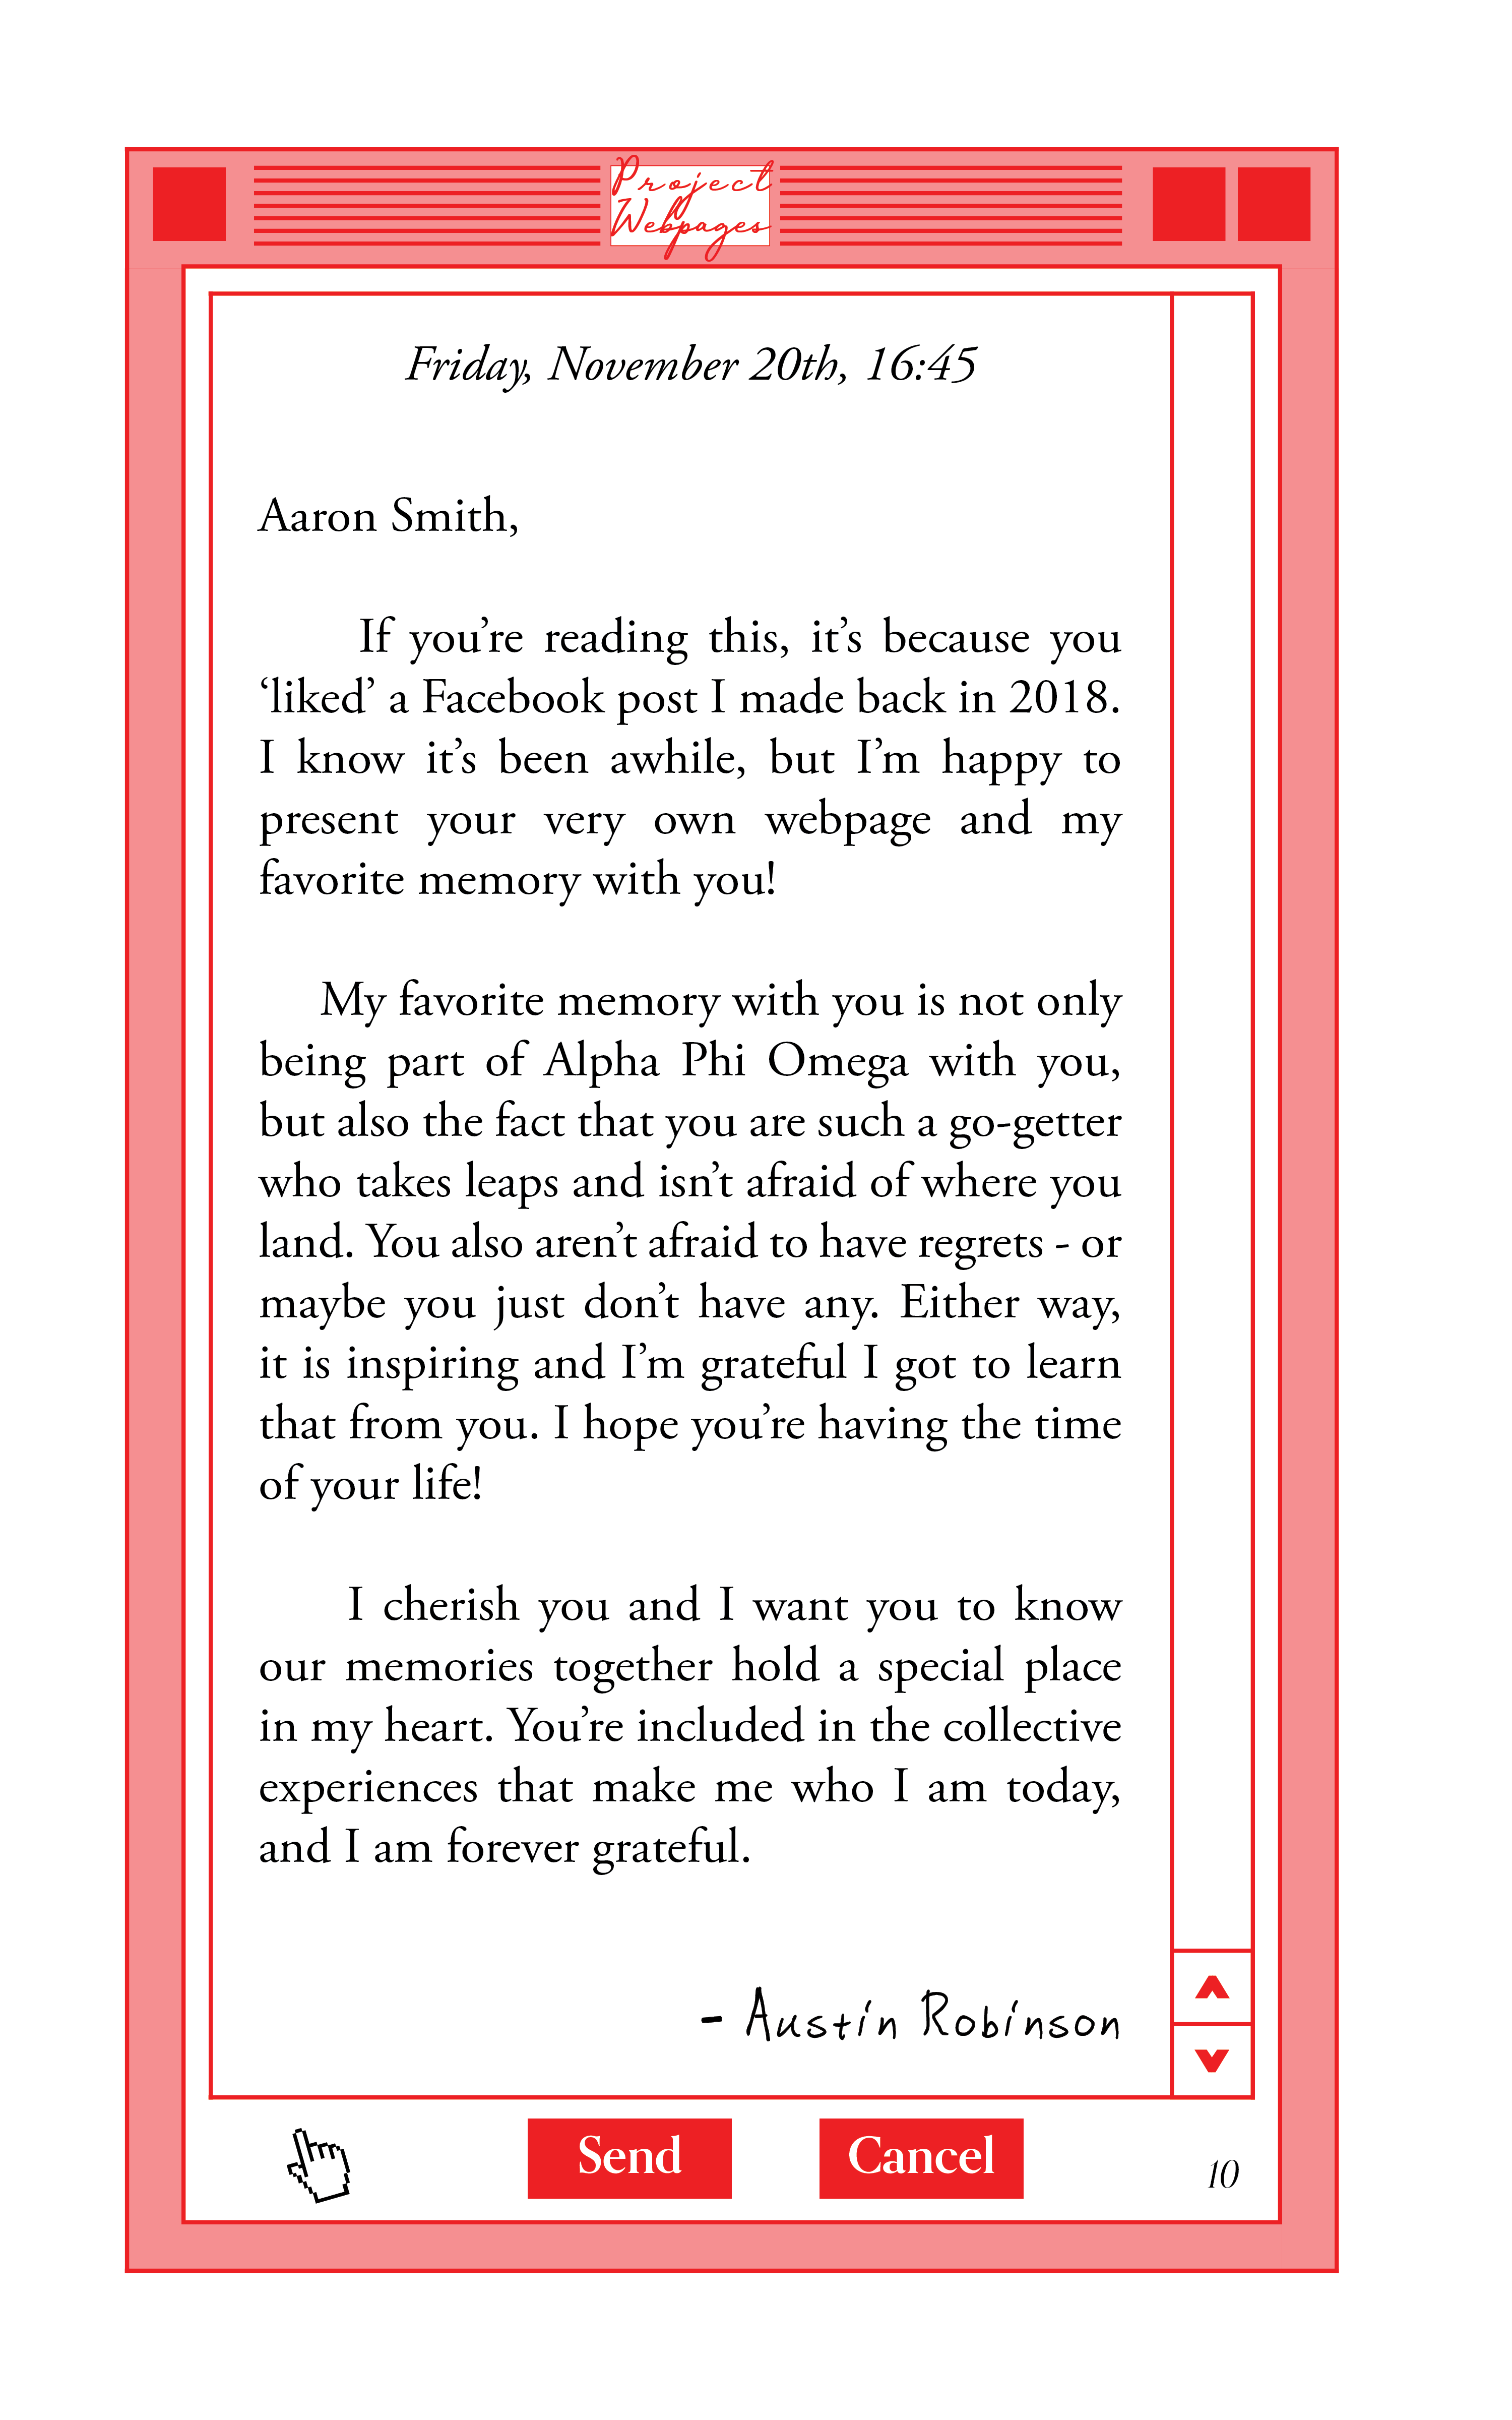 Project
Webpages
Friday, November 20th, 16:45
Aaron Smith,
If you’re reading this, it’s because you
‘liked’ a Facebook post I made back in 2018.
I know it’s been awhile, but I’m happy to
present your very own webpage and my
favorite memory with you!
My favorite memory with you is not only
being part of Alpha Phi Omega with you,
but also the fact that you are such a go-getter
who takes leaps and isn’t afraid of where you
land. You also aren’t afraid to have regrets - or
maybe you just don’t have any. Either way,
it is inspiring and I’m grateful I got to learn
that from you. I hope you’re having the time
of your life!
I cherish you and I want you to know
our memories together hold a special place
in my heart. You’re included in the collective
experiences that make me who I am today,
and I am forever grateful.
- Austin Robinson
Send Cancel
10